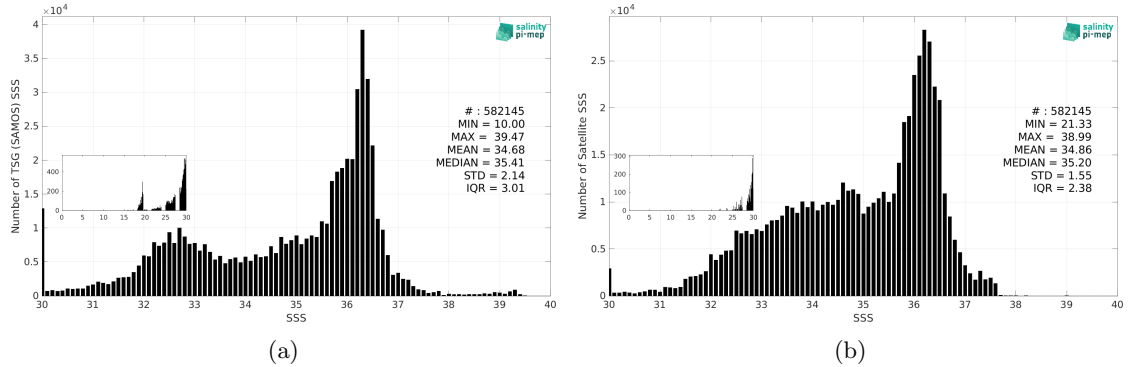 ×10⁴
4
3.5
3
2.5
2
1.5
1
0.5
0
Number of TSG (SAMOS) SSS
salinity
pi-mep
# : 582145
MIN = 10.00
MAX = 39.47
MEAN = 34.68
MEDIAN = 35.41
STD = 2.14
IQR = 3.01
400
200
0
0 5 10 15 20 25 30
30 31 32 33 34 35 36 37 38 39 40
SSS
(a)
×10⁴
2.5
2
1.5
1
0.5
0
Number of Satellite SSS
salinity
pi-mep
# : 582145
MIN = 21.33
MAX = 38.99
MEAN = 34.86
MEDIAN = 35.20
STD = 1.55
IQR = 2.38
300
200
100
0
0 5 10 15 20 25 30
30 31 32 33 34 35 36 37 38 39 40
SSS
(b)